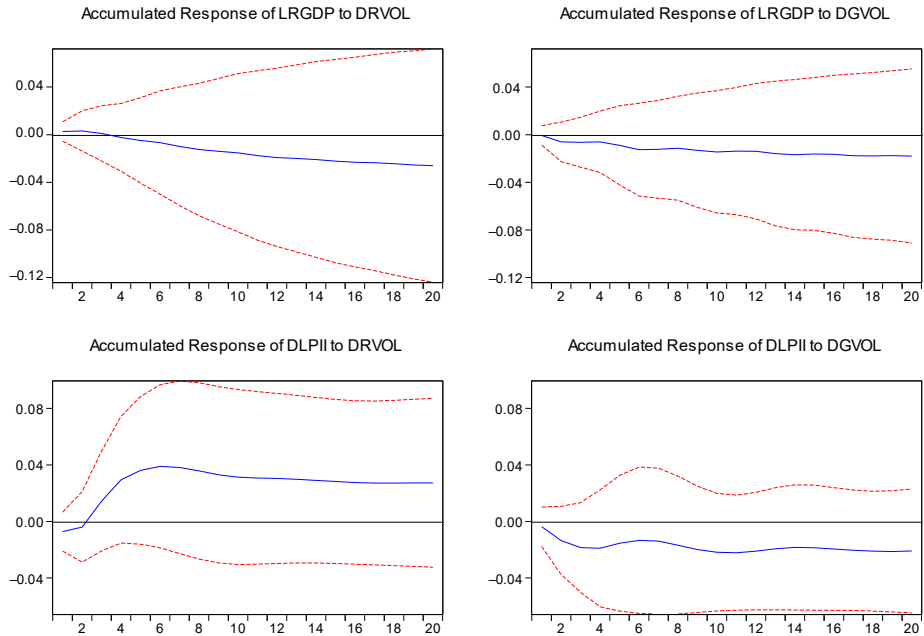 Accumulated Response of LRGDP to DRVOL
0.04
0.00
–0.04
–0.08
–0.12
2 4 6 8 10 12 14 16 18 20
Accumulated Response of LRGDP to DGVOL
0.04
0.00
–0.04
–0.08
–0.12
2 4 6 8 10 12 14 16 18 20
Accumulated Response of DLPII to DRVOL
0.08
0.04
0.00
–0.04
2 4 6 8 10 12 14 16 18 20
Accumulated Response of DLPII to DGVOL
0.08
0.04
0.00
–0.04
2 4 6 8 10 12 14 16 18 20